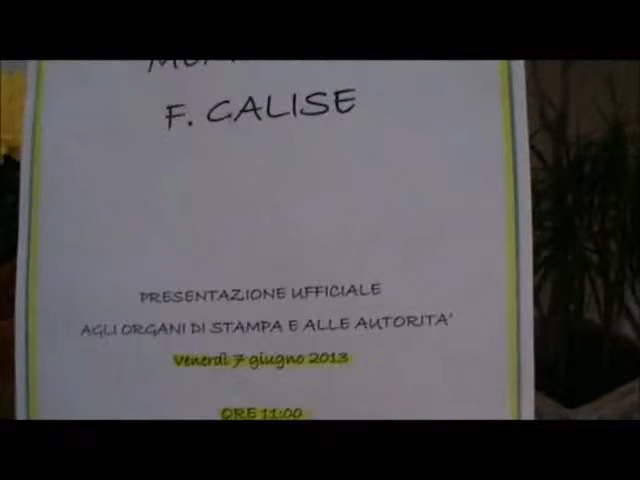 F. CALISE
PRESENTAZIONE UFFICIALE
AGLI ORGANI DI STAMPA E ALLE AUTORITA'
Venerdì 7 giugno 2013
ORE 11:00